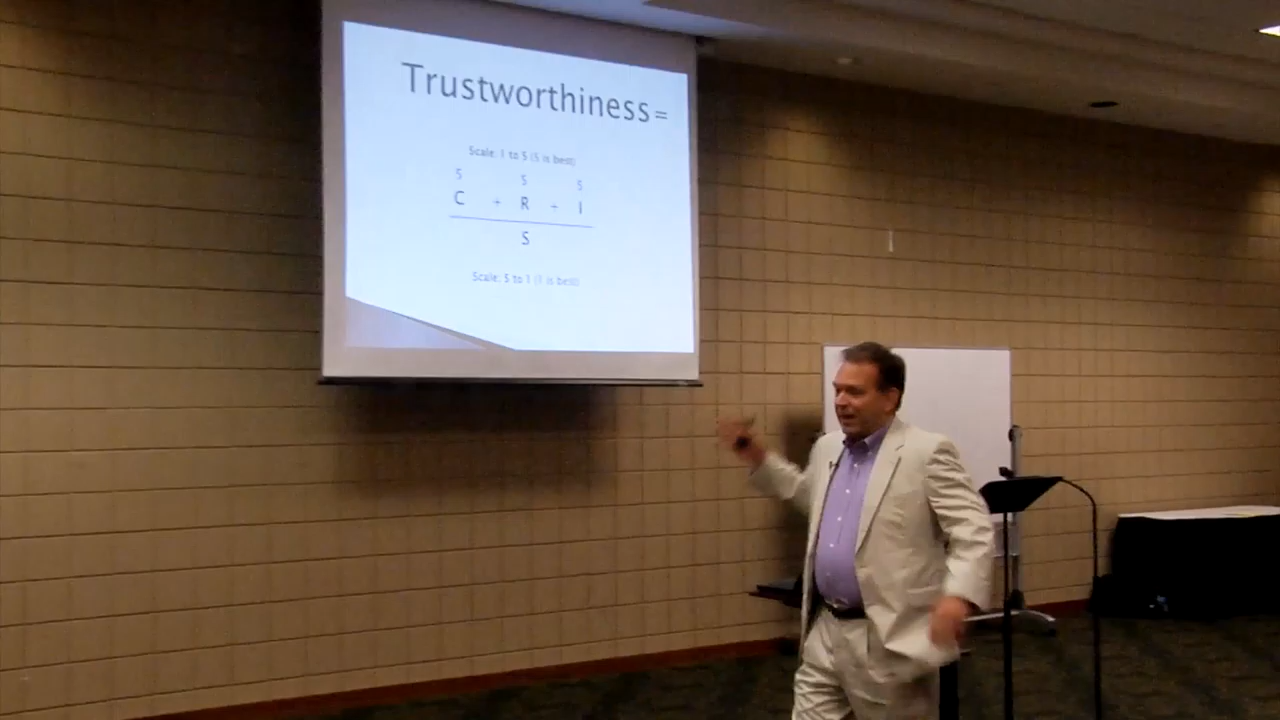 Trustworthiness=
Scale: 1 to 5 (5 is best)
5 5 5
C + R + I
S
Scale: 5 to 1 (1 is best)